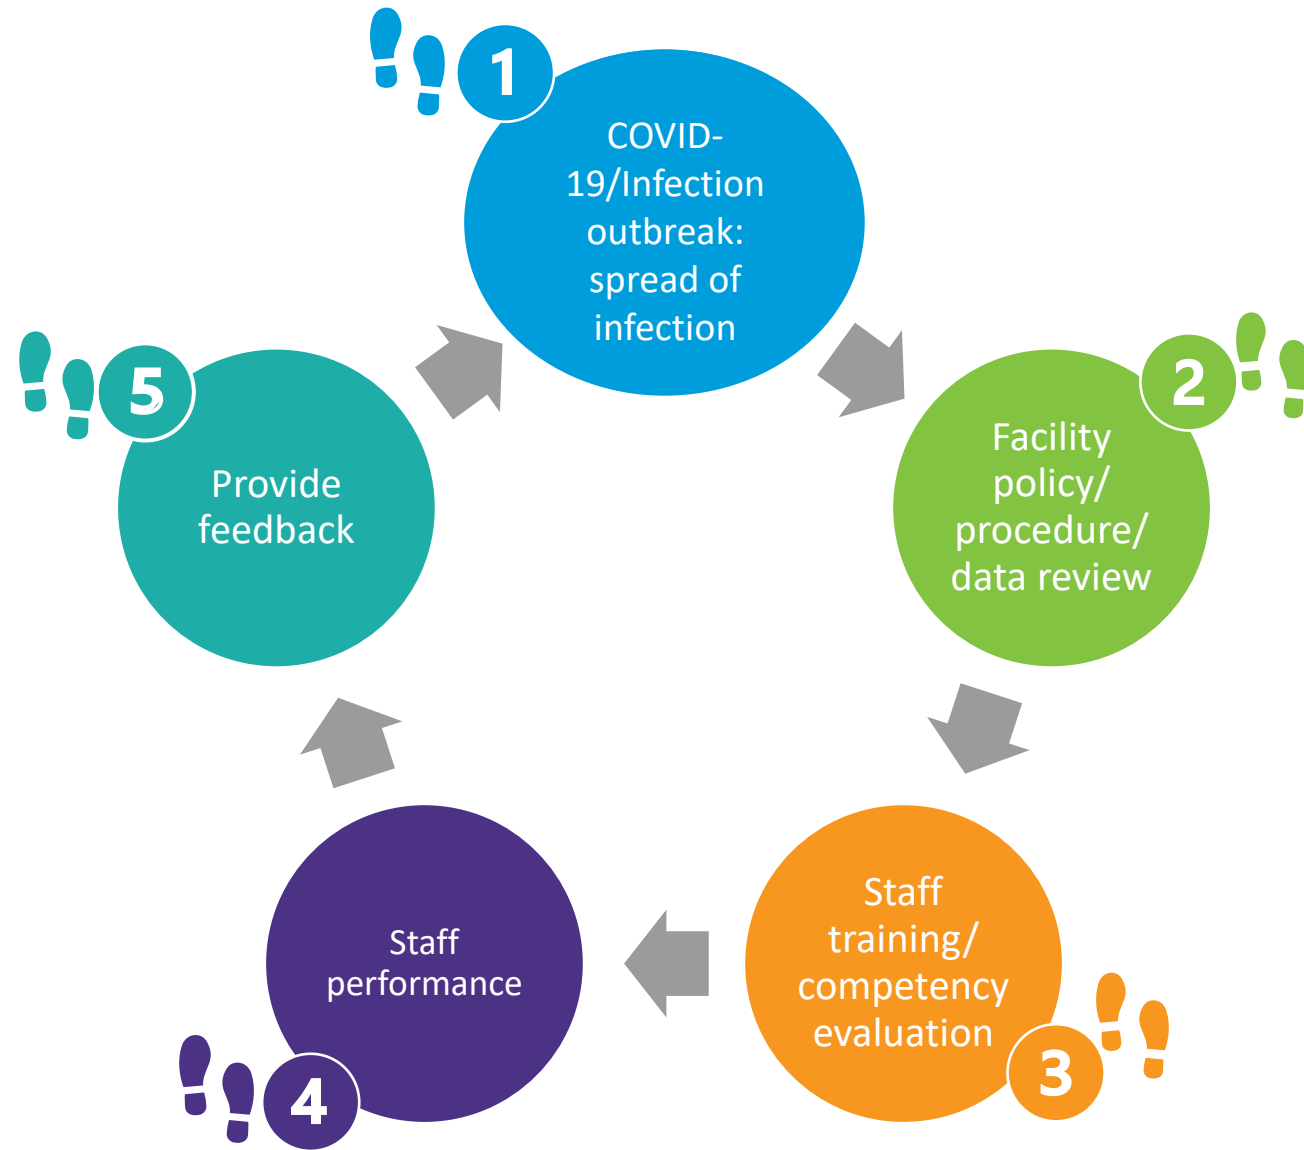 1
COVID-
19/Infection
outbreak:
spread of
infection
2
Facility
policy/
procedure/
data review
3
Staff
training/
competency
evaluation
4
Staff
performance
5
Provide
feedback